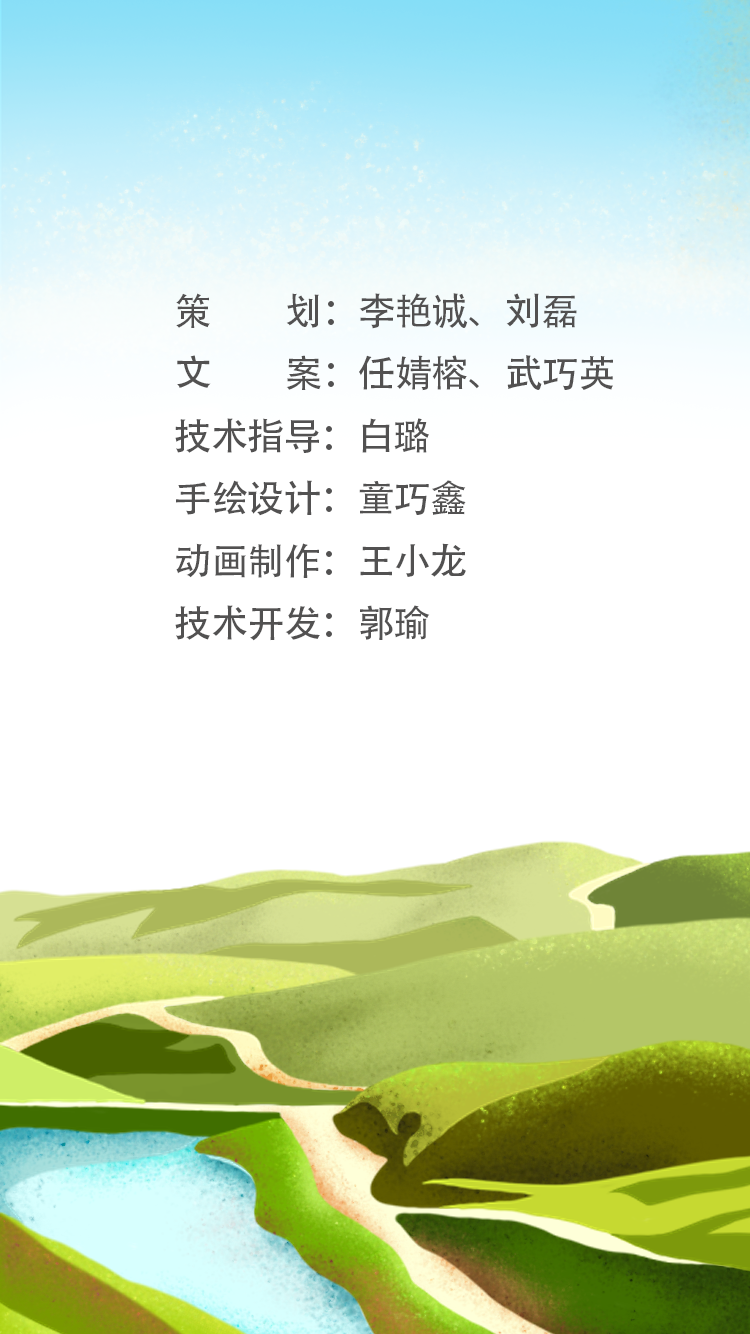 策　　划：李艳诚、刘磊
文　　案：任婧榕、武巧英
技术指导：白璐
手绘设计：童巧鑫
动画制作：王小龙
技术开发：郭瑜